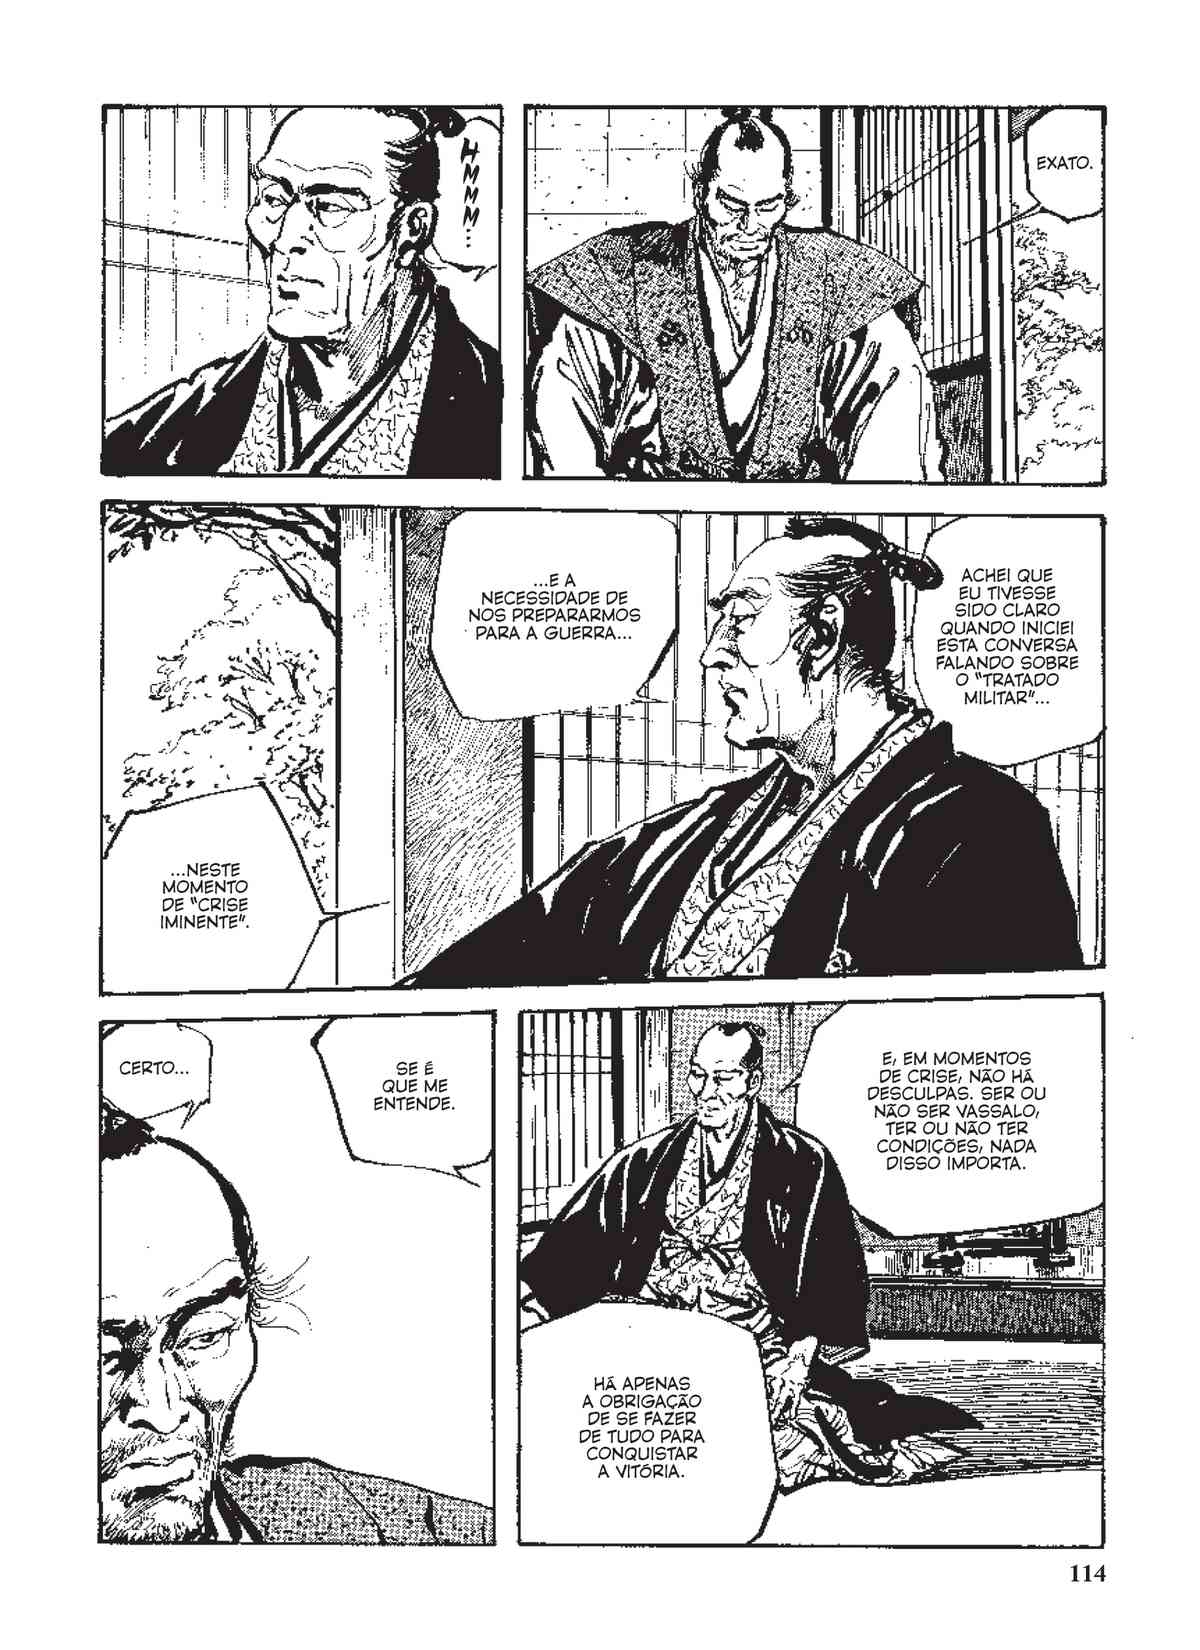 EXATO.
HMMM...
ACHEI QUE
EU TIVESSE
SIDO CLARO
QUANDO INICIEI
ESTA CONVERSA
FALANDO SOBRE
O “TRATADO
MILITAR”...
...E A
NECESSIDADE DE
NOS PREPARARMOS
PARA A GUERRA...
...NESTE
MOMENTO
DE “CRISE
IMINENTE”.
E, EM MOMENTOS
DE CRISE, NÃO HÁ
DESCULPAS. SER OU
NÃO SER VASSALO,
TER OU NÃO TER
CONDIÇÕES, NADA
DISSO IMPORTA.
HÁ APENAS
A OBRIGAÇÃO
DE SE FAZER
DE TUDO PARA
CONQUISTAR
A VITÓRIA.
SE É
QUE ME
ENTENDE.
CERTO...
114